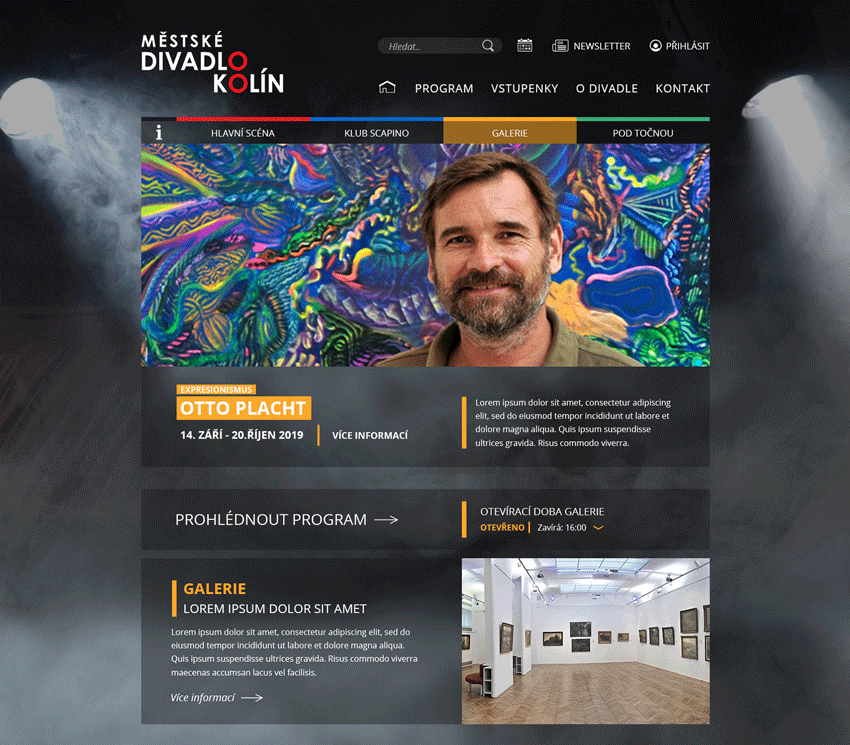 MĚSTSKÉ
DIVADLO
KOLÍN
Hledat..
NEWSLETTER
PŘIHLÁSIT
PROGRAM
VSTUPENKY
O DIVADLE
KONTAKT
i
HLAVNÍ SCÉNA
KLUB SCAPINO
GALERIE
POD TOČNOU
EXPRESIONISMUS
OTTO PLACHT
14. ZÁŘÍ - 20.ŘÍJEN 2019
VÍCE INFORMACÍ
Lorem ipsum dolor sit amet, consectetur adipiscing
elit, sed do eiusmod tempor incididunt ut labore et
dolore magna aliqua. Quis ipsum suspendisse
ultrices gravida. Risus commodo viverra.
PROHLÉDNOUT PROGRAM
OTEVÍRACÍ DOBA GALERIE
OTEVŘENO
Zavírá: 16:00
GALERIE
LOREM IPSUM DOLOR SIT AMET
Lorem ipsum dolor sit amet, consectetur adipiscing elit, sed do
tempor incididunt ut labore et dolore magna aliqua.
Quis ipsum suspendisse ultrices gravida. Risus commodo viverra
maecenas accumsan lacus vel facilisis.
Více informací